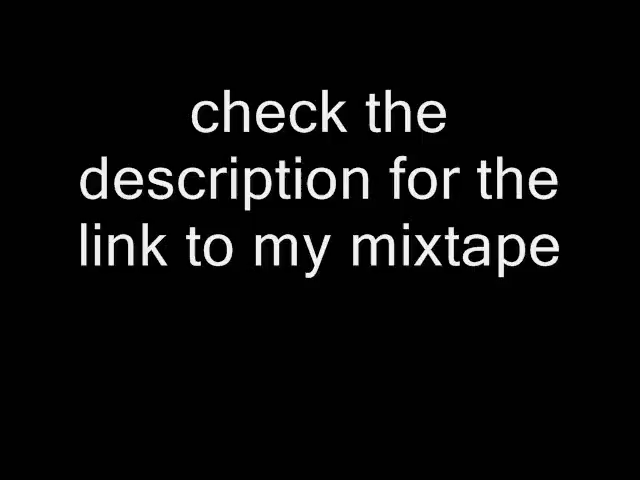 check the
description for the
link to my mixtape